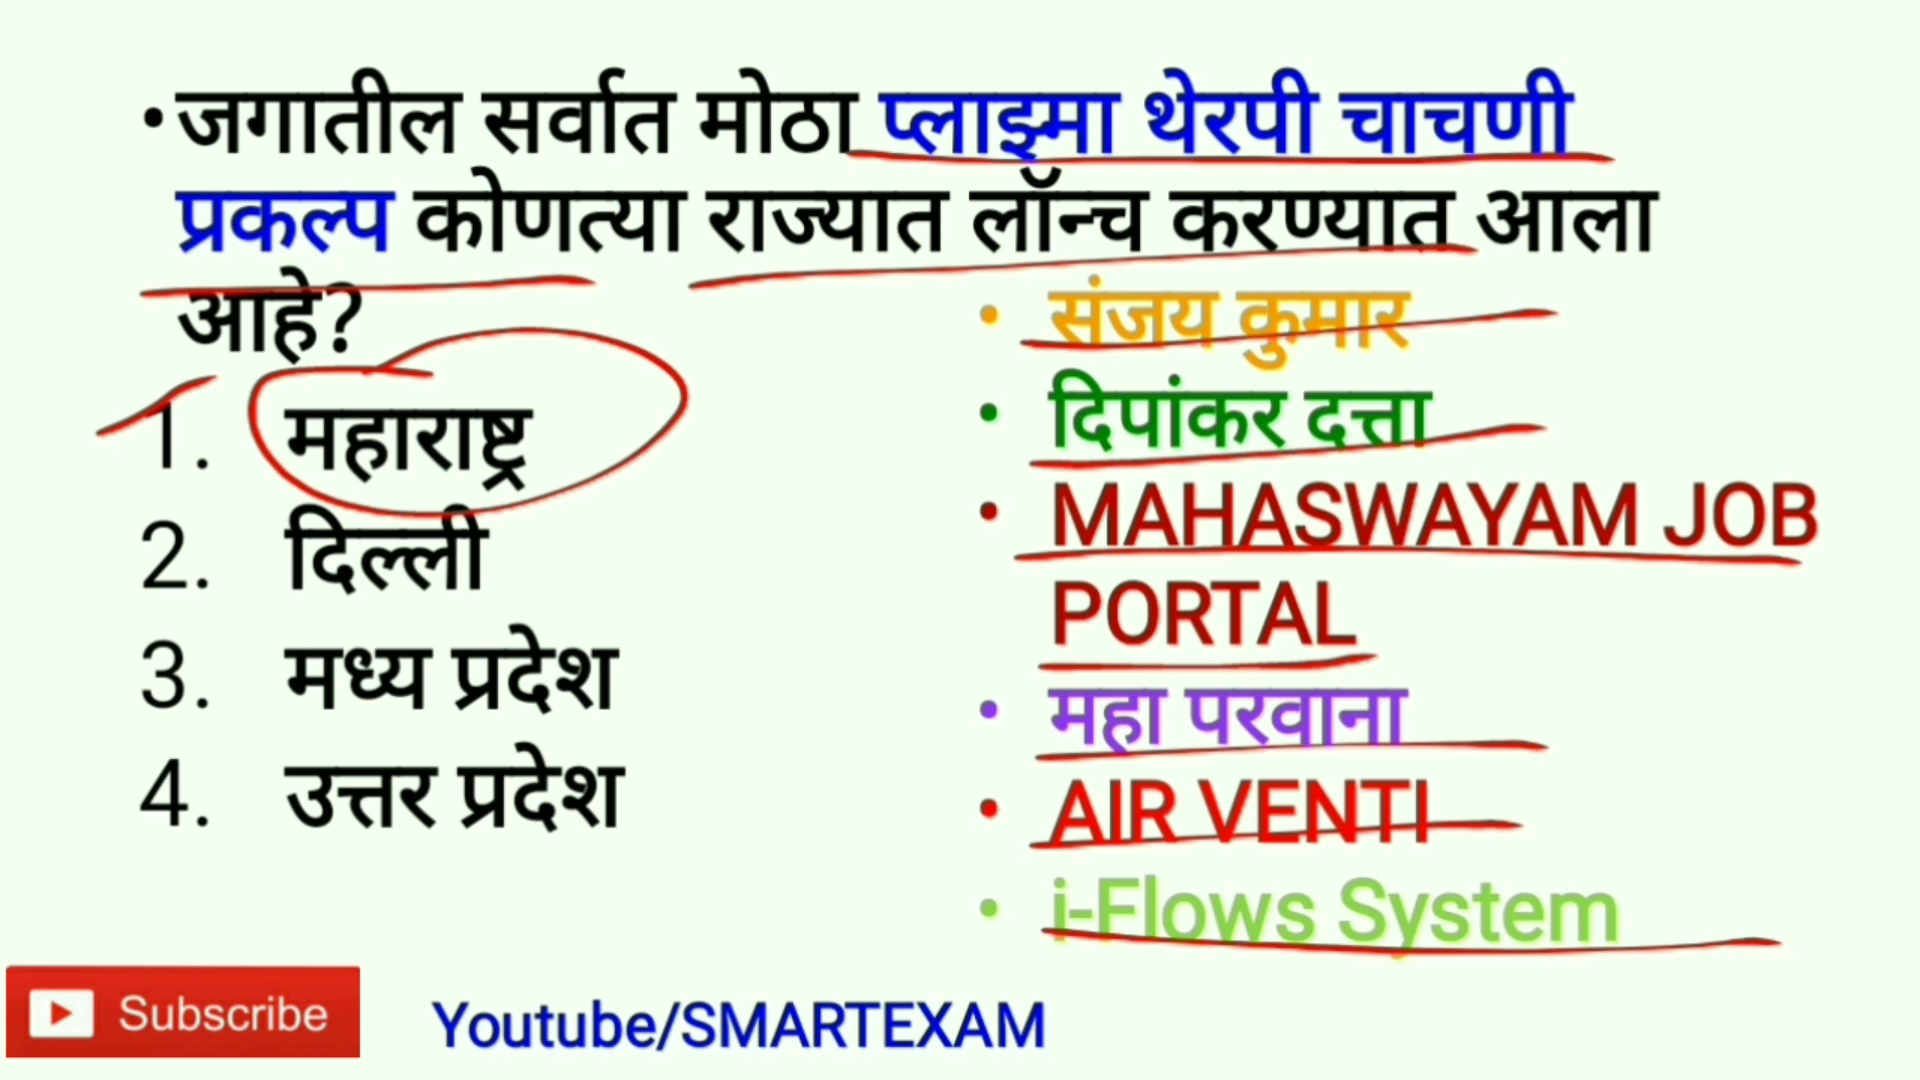 • जगातील सर्वात मोठा प्लाझ्मा थेरपी चाचणी
प्रकल्प कोणत्या राज्यात लॉन्च करण्यात आला
आहे?
1. महाराष्ट्र
2. दिल्ली
3. मध्य प्रदेश
4. उत्तर प्रदेश
• संजय कुमार
• दिपांकर दत्ता
• MAHASWAYAM JOB
PORTAL
• महा परवाना
• AIR VENTI
• i-Flows System
Subscribe
Youtube/SMARTEXAM